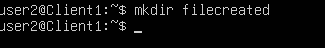 user2@Client1:~$ mkdir filecreated
user2@Client1:~$ _